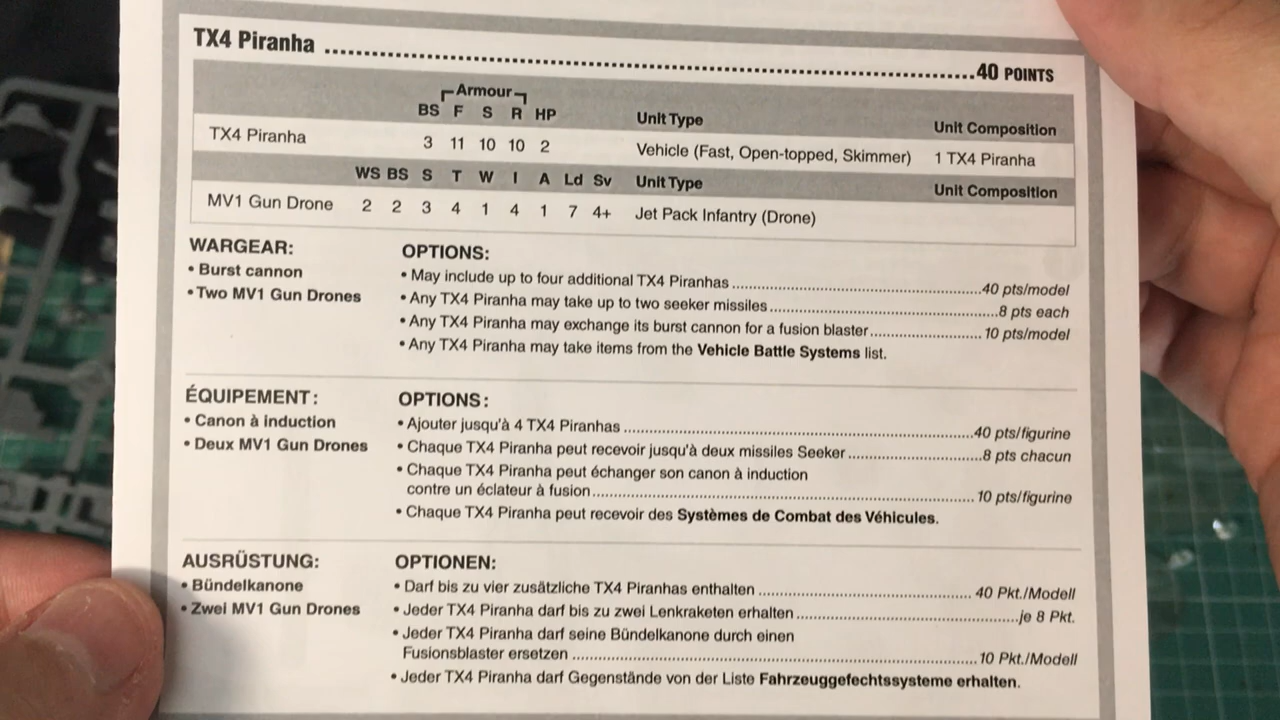 TX4 Piranha ........................................................................40 POINTS
Armour
BS F S R HP Unit Type Unit Composition
TX4 Piranha 3 11 10 10 2 Vehicle (Fast, Open-topped, Skimmer) 1 TX4 Piranha
WS BS S T W I A Ld Sv Unit Type Unit Composition
MV1 Gun Drone 2 2 3 4 1 4 1 7 4+ Jet Pack Infantry (Drone)
WARGEAR:
• Burst cannon
• Two MV1 Gun Drones
OPTIONS:
• May include up to four additional TX4 Piranhas ..................................................40 pts/model
• Any TX4 Piranha may take up to two seeker missiles..............................................8 pts each
• Any TX4 Piranha may exchange its burst cannon for a fusion blaster....................... 10 pts/model
• Any TX4 Piranha may take items from the Vehicle Battle Systems list.
ÉQUIPEMENT :
• Canon à induction
• Deux MV1 Gun Drones
OPTIONS :
• Ajouter jusqu'à 4 TX4 Piranhas ......................................................................40 pts/figurine
• Chaque TX4 Piranha peut recevoir jusqu'à deux missiles Seeker ...........................8 pts chacun
• Chaque TX4 Piranha peut échanger son canon à induction
contre un éclateur à fusion............................................................................ 10 pts/figurine
• Chaque TX4 Piranha peut recevoir des Systèmes de Combat des Véhicules.
AUSRÜSTUNG:
• Bündelkanone
• Zwei MV1 Gun Drones
OPTIONEN:
• Darf bis zu vier zusätzliche TX4 Piranhas enthalten .......................................... 40 Pkt./Modell
• Jeder TX4 Piranha darf bis zu zwei Lenkraketen erhalten ............................................je 8 Pkt.
• Jeder TX4 Piranha darf seine Bündelkanone durch einen
Fusionsblaster ersetzen ................................................................................ 10 Pkt./Modell
• Jeder TX4 Piranha darf Gegenstände von der Liste Fahrzeuggefechtssysteme erhalten.